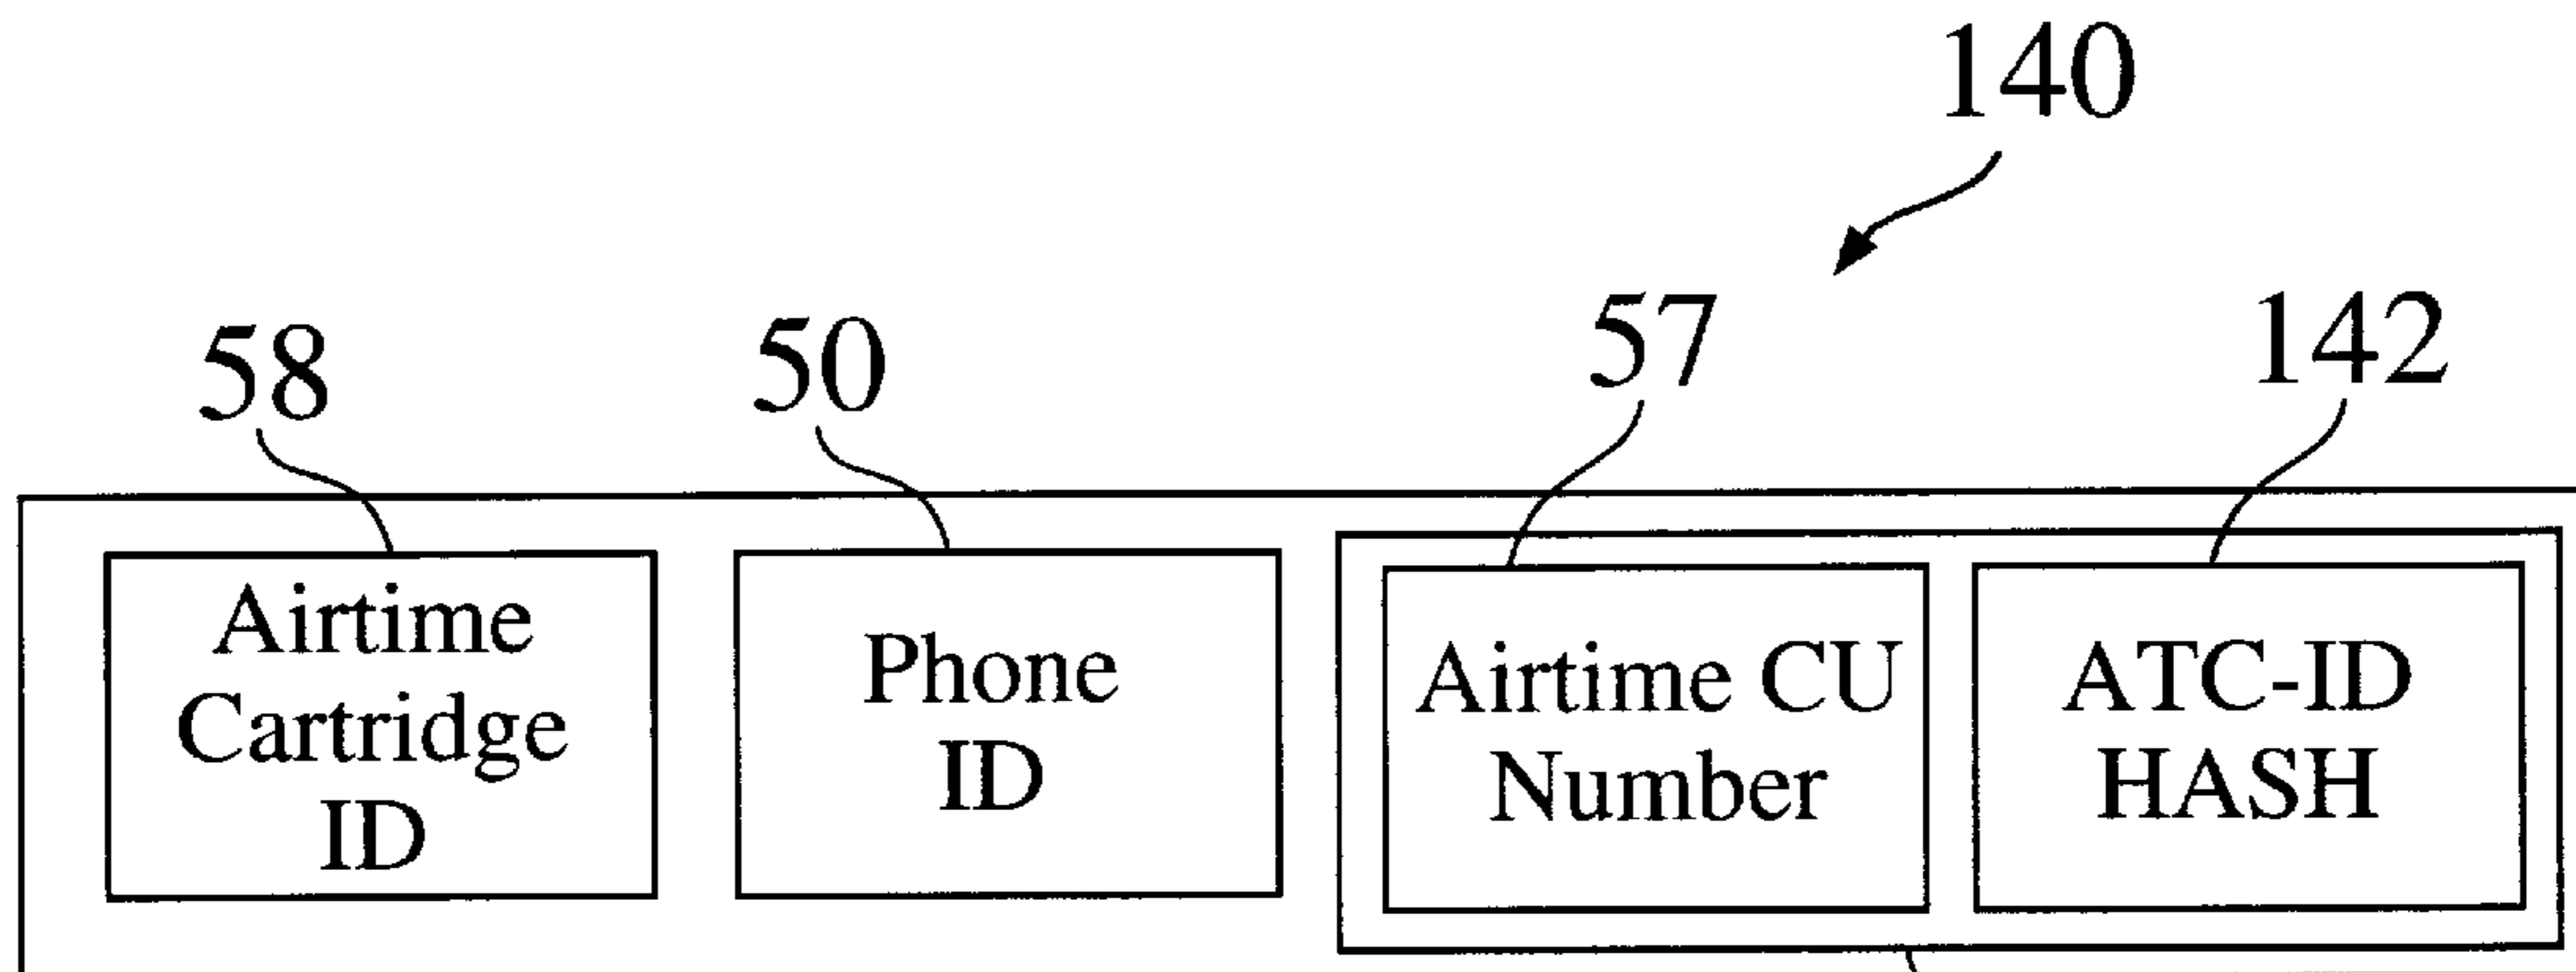 140
58
50
57
142
Airtime
Cartridge
ID
Phone
ID
Airtime CU
Number
ATC-ID
HASH